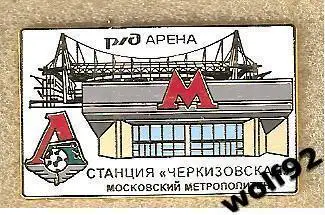 РЖД АРЕНА
М
Л
СТАНЦИЯ «ЧЕРКИЗОВСКАЯ»
МОСКОВСКИЙ МЕТРОПОЛИТЕН
wolf92